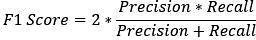 F1 Score = 2 * Precision * Recall / Precision + Recall